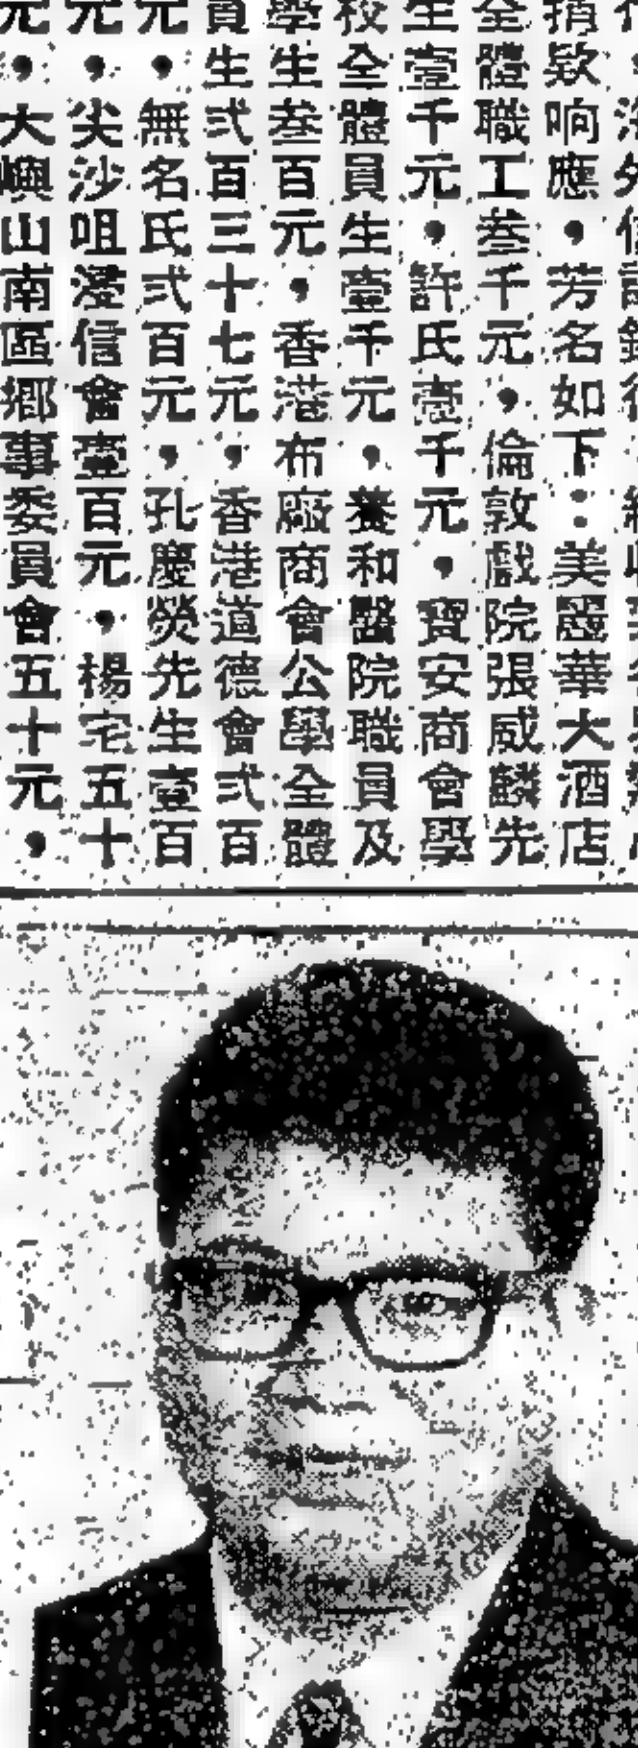 捐欵响應，芳名如下：美麗華大酒店
全體職工叁千元，倫敦戲院張威麟先
生壹千元，許氏壹千元，寶安商會學
校全體員生壹千元，養和醫院職員及
學生叁百元，香港布廠商會公學全體
員生弍百三十七元，香港道德會弍百
元，無名氏弍百元，孔慶熒先生壹百
元，尖沙咀浸信會壹百元，楊宅五十
元，大嶼山南區鄉事委員會五十元，